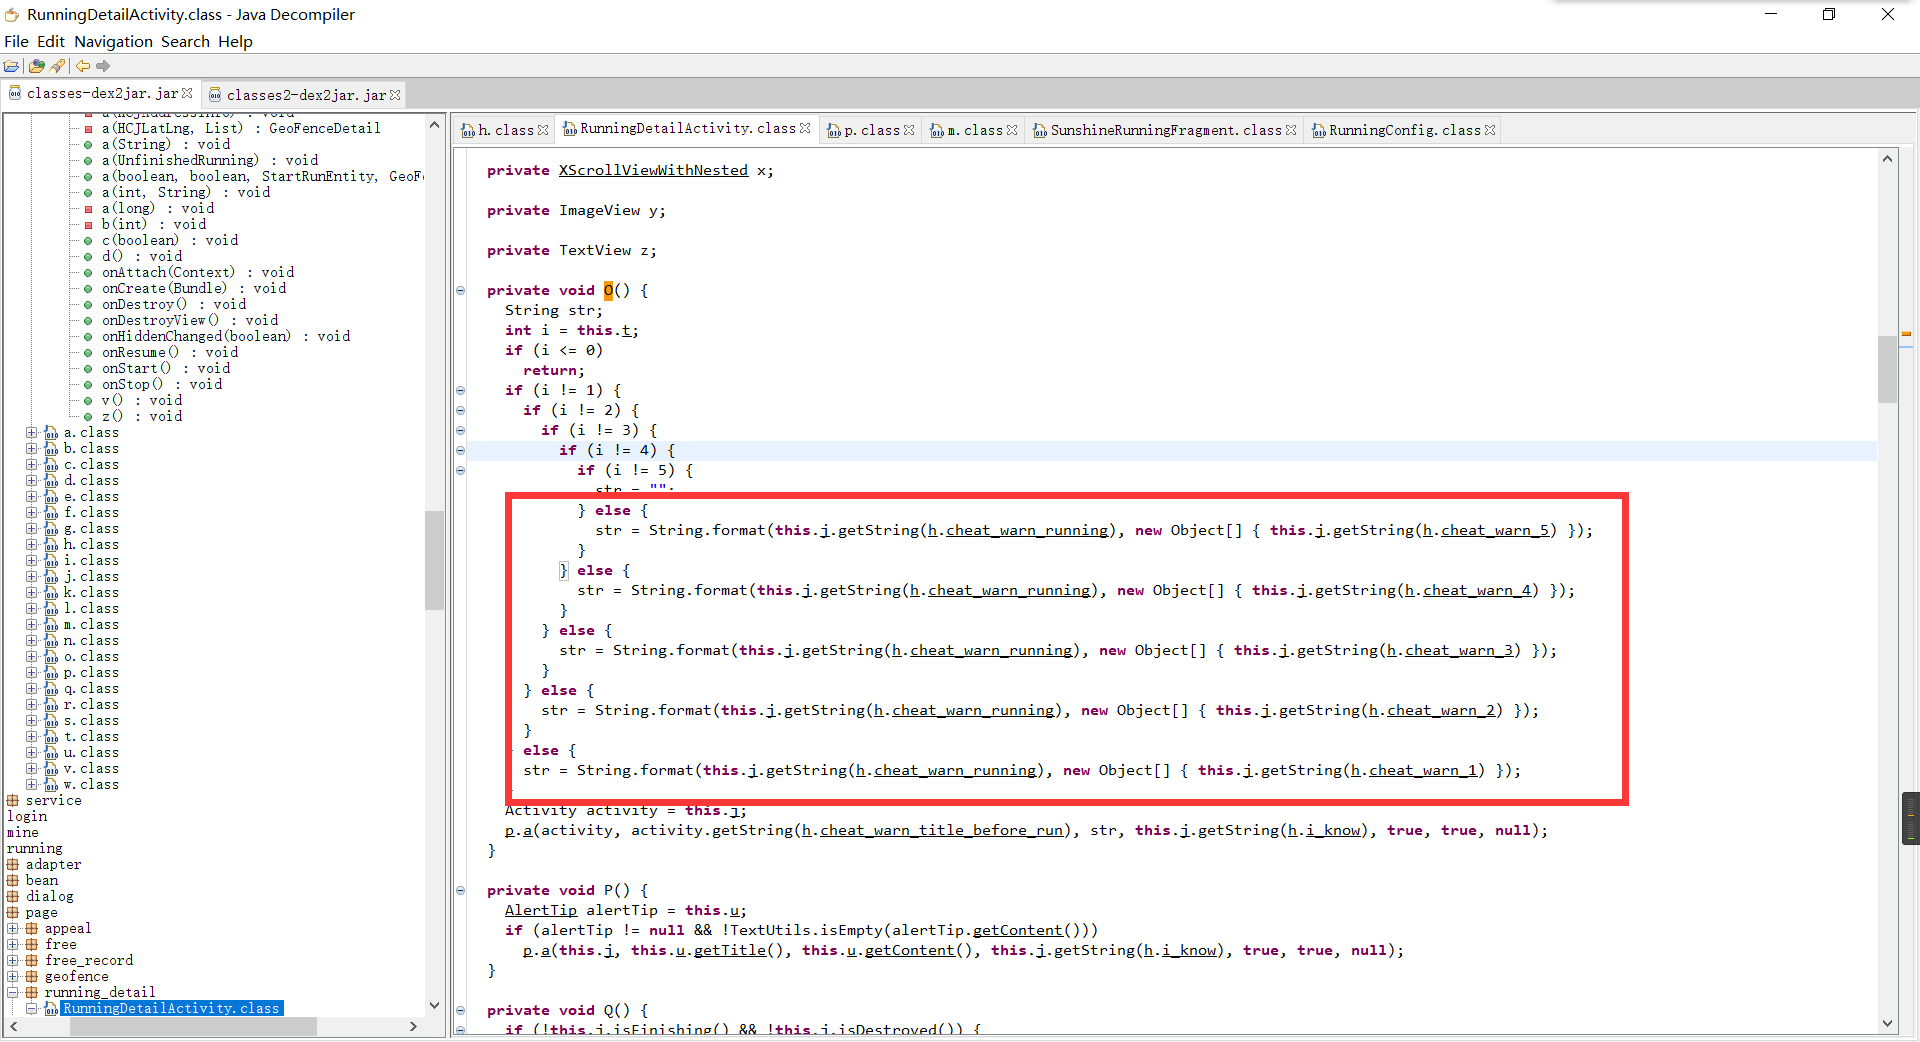 RunningDetailActivity.class - Java Decompiler
File Edit Navigation Search Help
classes-dex2jar.jar
classes2-dex2jar.jar
a(HCJAddressInfo) : void
a(HCJLatLng, List) : GeoFenceDetail
a(String) : void
a(UnfinishedRunning) : void
a(boolean, boolean, StartRunEntity, GeoF
a(int, String) : void
a(long) : void
b(int) : void
c(boolean) : void
d() : void
onAttach(Context) : void
onCreate(Bundle) : void
onDestroy() : void
onDestroyView() : void
onHiddenChanged(boolean) : void
onResume() : void
onStart() : void
onStop() : void
v() : void
z() : void
a.class
b.class
c.class
d.class
e.class
f.class
g.class
h.class
i.class
j.class
k.class
l.class
m.class
n.class
o.class
p.class
q.class
r.class
s.class
t.class
u.class
v.class
w.class
service
login
mine
running
adapter
bean
dialog
page
appeal
free
free_record
geofence
running_detail
RunningDetailActivity.class
h.class
RunningDetailActivity.class
p.class
m.class
SunshineRunningFragment.class
RunningConfig.class
private XScrollViewWithNested x;
private ImageView y;
private TextView z;
private void O() {
String str;
int i = this.t;
if (i <= 0)
return;
if (i != 1) {
if (i != 2) {
if (i != 3) {
if (i != 4) {
if (i != 5) {
str = "";
} else {
str = String.format(this.j.getString(h.cheat_warn_running), new Object[] { this.j.getString(h.cheat_warn_5) });
}
} else {
str = String.format(this.j.getString(h.cheat_warn_running), new Object[] { this.j.getString(h.cheat_warn_4) });
}
} else {
str = String.format(this.j.getString(h.cheat_warn_running), new Object[] { this.j.getString(h.cheat_warn_3) });
}
} else {
str = String.format(this.j.getString(h.cheat_warn_running), new Object[] { this.j.getString(h.cheat_warn_2) });
}
else {
str = String.format(this.j.getString(h.cheat_warn_running), new Object[] { this.j.getString(h.cheat_warn_1) });
Activity activity = this.j;
p.a(activity, activity.getString(h.cheat_warn_title_before_run), str, this.j.getString(h.i_know), true, true, null);
}
private void P() {
AlertTip alertTip = this.u;
if (alertTip != null && !TextUtils.isEmpty(alertTip.getContent()))
p.a(this.j, this.u.getTitle(), this.u.getContent(), this.j.getString(h.i_know), true, true, null);
}
private void Q() {
if (!this.j.isFinishing() && !this.j.isDestroyed()) {